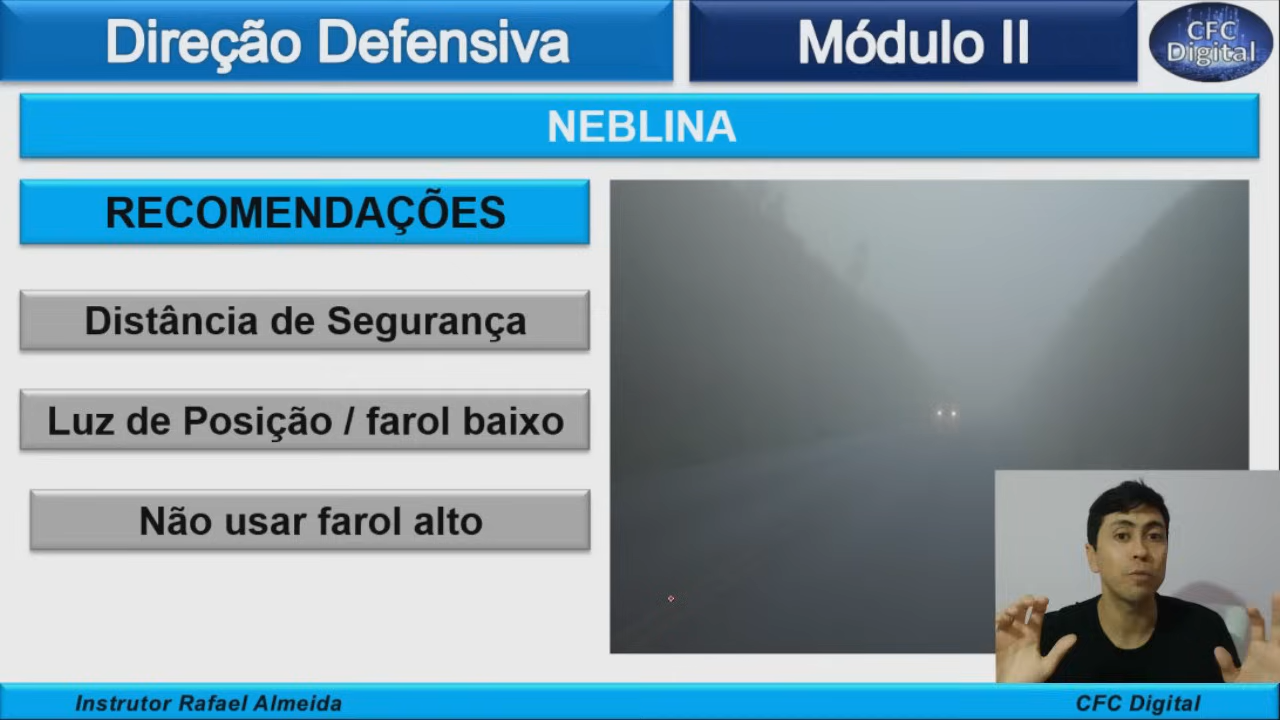 Direção Defensiva
Módulo II
CFC
Digital
NEBLINA
RECOMENDAÇÕES
Distância de Segurança
Luz de Posição / farol baixo
Não usar farol alto
Instrutor Rafael Almeida
CFC Digital